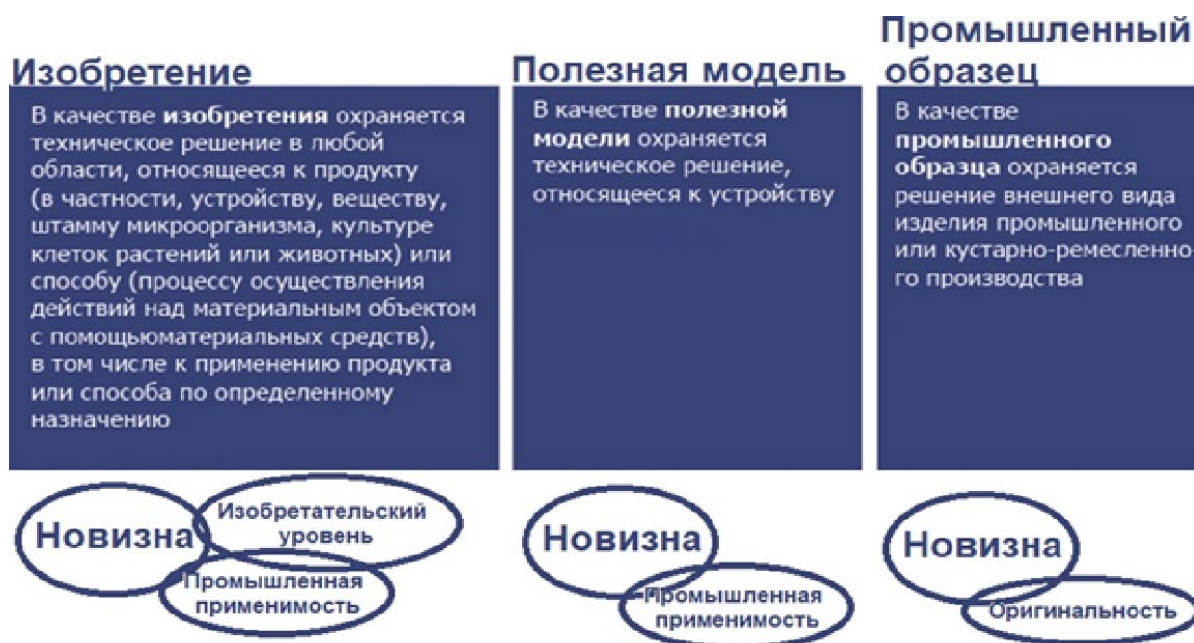 Изобретение
В качестве изобретения охраняется
техническое решение в любой
области, относящееся к продукту
(в частности, устройству, веществу,
штамму микроорганизма, культуре
клеток растений или животных) или
способу (процессу осуществления
действий над материальным объектом
с помощьюматериальных средств),
в том числе к применению продукта
или способа по определенному
назначению
Новизна
Изобретательский
уровень
Промышленная
применимость
Полезная модель
В качестве полезной
модели охраняется
техническое решение,
относящееся к устройству
Новизна
Промышленная
применимость
Промышленный
образец
В качестве
промышленного
образца охраняется
решение внешнего вида
изделия промышленного
или кустарно-ремесленно-
го производства
Новизна
Оригинальность